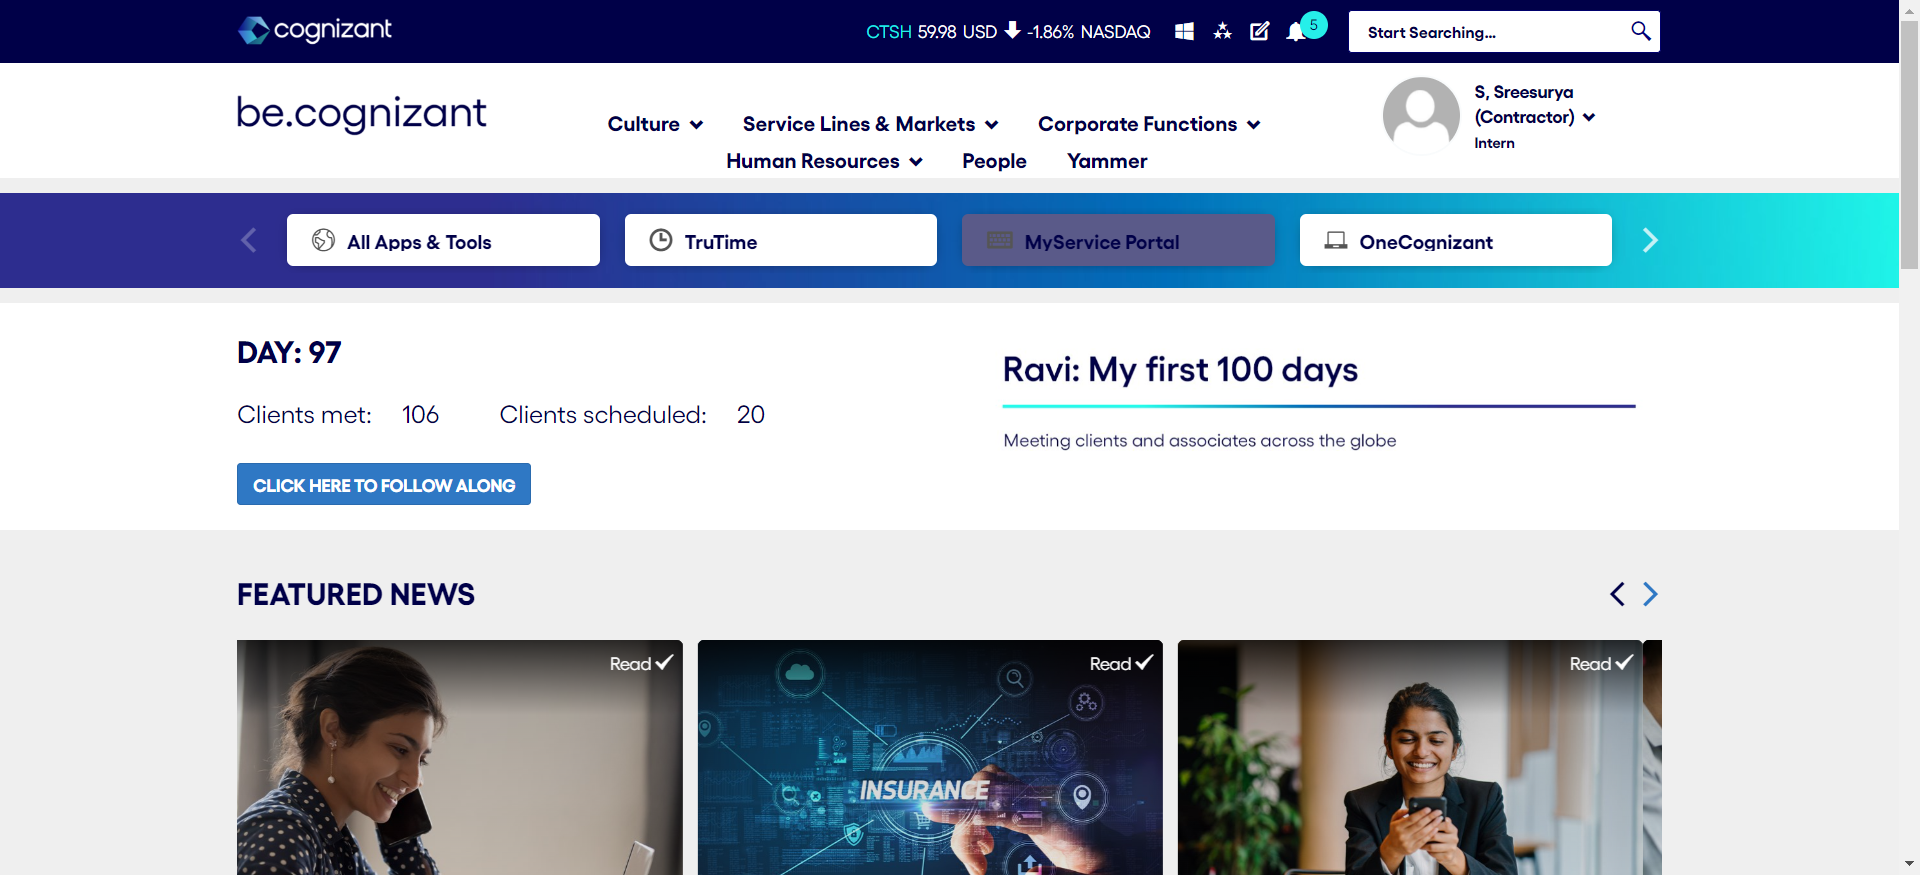 cognizant
CTSH 59.98 USD -1.86% NASDAQ
5
Start Searching...
be.cognizant
Culture
Service Lines & Markets
Corporate Functions
Human Resources
People
Yammer
S, Sreesurya
(Contractor)
Intern
All Apps & Tools
TruTime
MyService Portal
OneCognizant
DAY: 97
Clients met: 106 Clients scheduled: 20
CLICK HERE TO FOLLOW ALONG
Ravi: My first 100 days
Meeting clients and associates across the globe
FEATURED NEWS
Read
Read
Read
INSURANCE